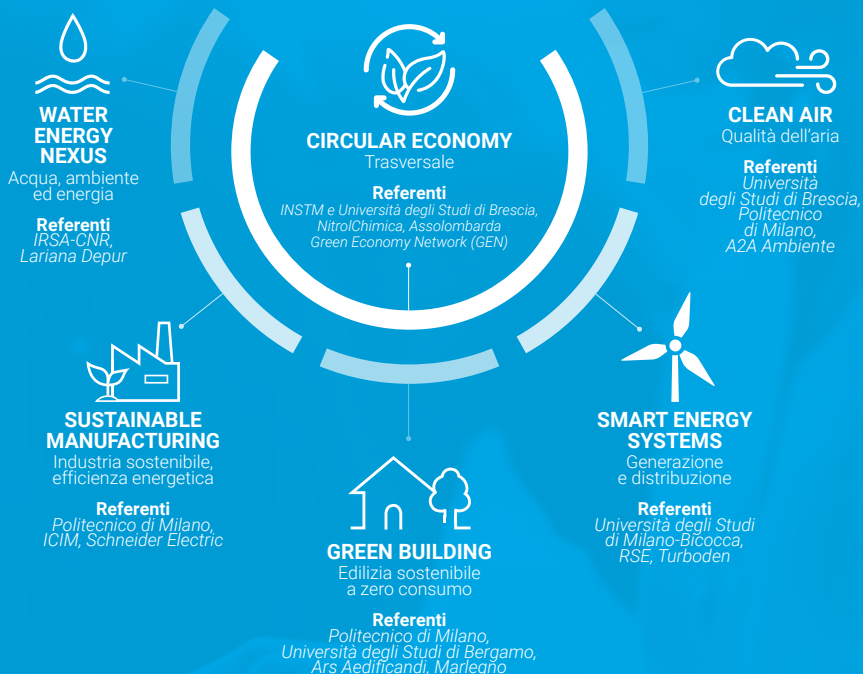 WATER
ENERGY
NEXUS
Acqua, ambiente
ed energia
Referenti
IRSA-CNR,
Lariana Depur
CIRCULAR ECONOMY
Trasversale
Referenti
INSTM e Università degli Studi di Brescia,
NitrolChimica, Assolombarda
Green Economy Network (GEN)
CLEAN AIR
Qualità dell’aria
Referenti
Università
degli Studi di Brescia,
Politecnico
di Milano,
A2A Ambiente
SUSTAINABLE
MANUFACTURING
Industria sostenibile,
efficienza energetica
Referenti
Politecnico di Milano,
ICIM, Schneider Electric
GREEN BUILDING
Edilizia sostenibile
a zero consumo
Referenti
Politecnico di Milano,
Università degli Studi di Bergamo,
Ars Aedificandi, Marlegno
SMART ENERGY
SYSTEMS
Generazione
e distribuzione
Referenti
Università degli Studi
di Milano-Bicocca,
RSE, Turboden